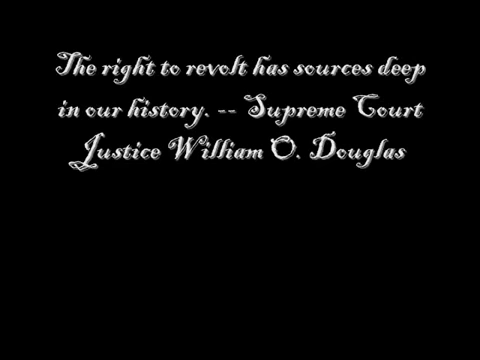 The right to revolt has sources deep
in our history. -- Supreme Court
Justice William O. Douglas